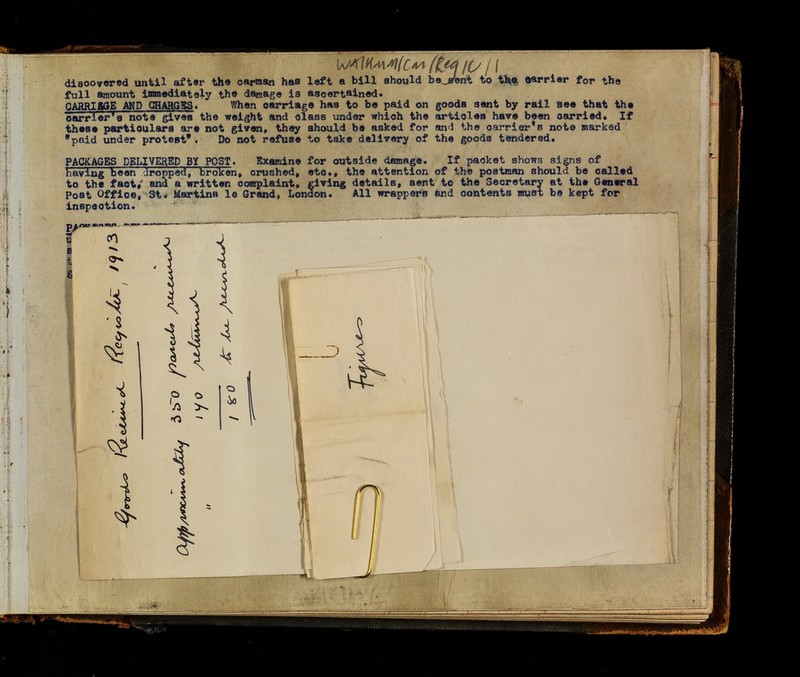 WA/HMM/CM/Reg/C/11
discovered until after the carman has left a bill should be sent to the carrier for the
full amount immediately the damage is ascertained.
CARRIAGE AND CHARGES. When carriage has to be paid on goods sent by rail see that the
carrier's note gives the weight and class under which the articles have been carried. If
these particulars are not given, they should be asked for and the carrier's note marked
"paid under protest". Do not refuse to take delivery of the goods tendered.
PACKAGES DELIVERED BY POST. Examine for outside damage. If packet shows signs of
having been dropped, broken, crushed, etc., the attention of the postman should be called
to the fact, and a written complaint, giving details, sent to the Secretary at the General
Post Office, St. Martins le Grand, London. All wrappers and contents must be kept for
inspection.
Goods Received Register, 1913
Approximately 350 parcels received
" 140 returned
180 to be recorded
Figures